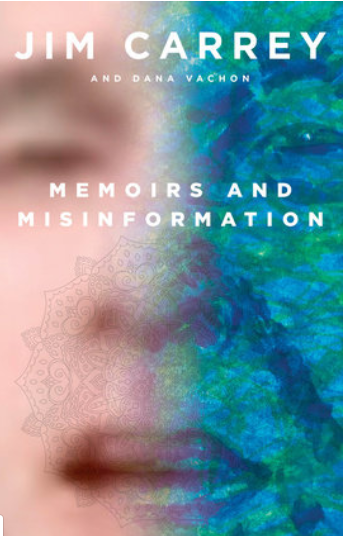 JIM CARREY
AND DANA VACHON
MEMOIRS AND
MISINFORMATION